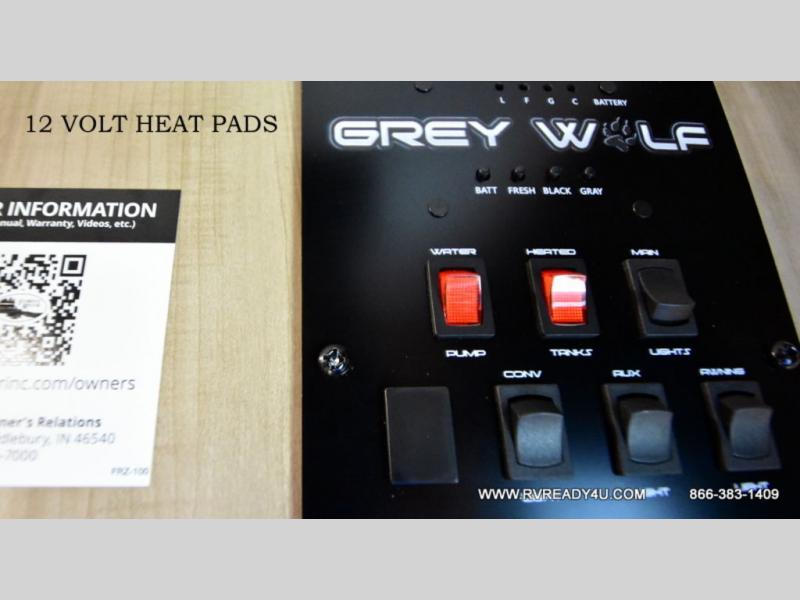 12 VOLT HEAT PADS
R INFORMATION
nual, Warranty, Videos, etc.)
rinc.com/owners
ner's Relations
dlebury, IN 46540
-7000
FRZ-100
L F G C BATTERY
GREY WOLF
BATT FRESH BLACK GRAY
WATER HEATED MAIN
PUMP TANKS LIGHTS
CONV AUX AWNING
LIGHT
WWW.RVREADY4U.COM 866-383-1409